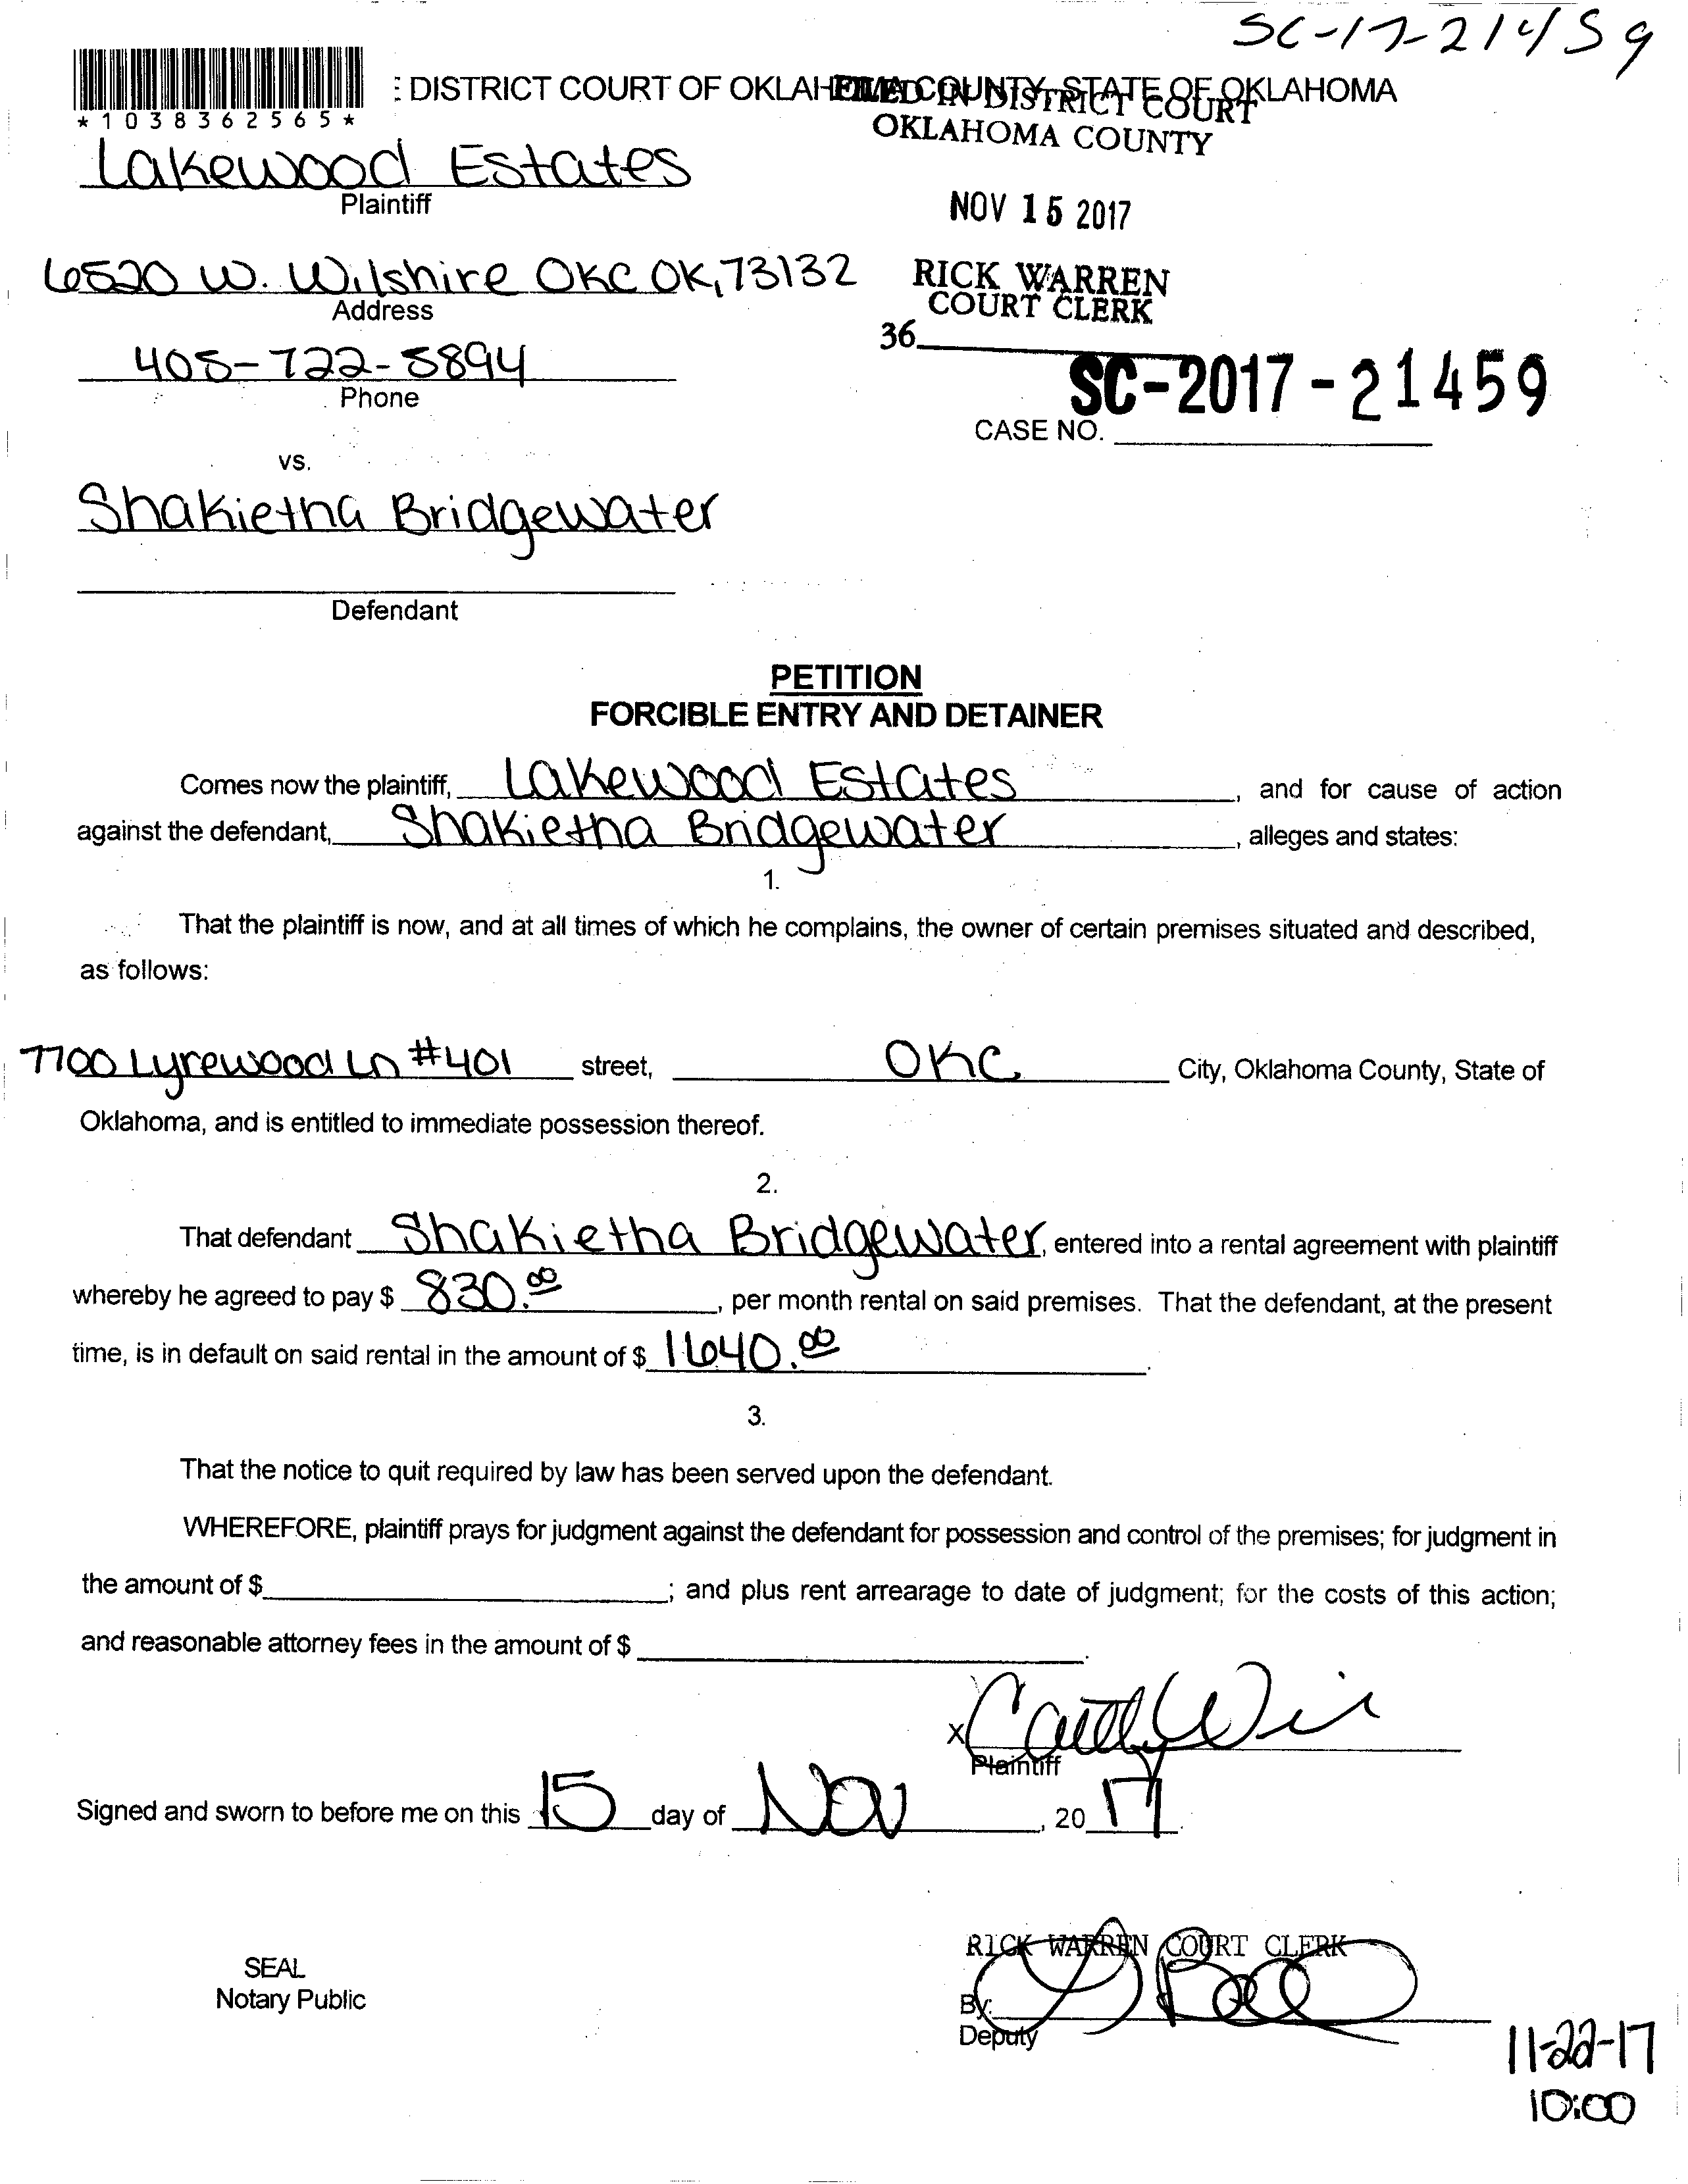 SC-17-21459
*1038362565*
: DISTRICT COURT OF OKLAHOMA COUNTY, STATE OF OKLAHOMA
FILED IN DISTRICT COURT
OKLAHOMA COUNTY
Lakewood Estates
Plaintiff
NOV 15 2017
6520 W. Wilshire OKC OK, 73132
Address
RICK WARREN
COURT CLERK
36
405-722-5894
Phone
SC-2017-21459
CASE NO.
vs.
Shakietha Bridgewater
Defendant
PETITION
FORCIBLE ENTRY AND DETAINER
Comes now the plaintiff, Lakewood Estates, and for cause of action
against the defendant, Shakietha Bridgewater, alleges and states:
1.
That the plaintiff is now, and at all times of which he complains, the owner of certain premises situated and described,
as follows:
7700 Lyrewood Ln #401 street, OKC City, Oklahoma County, State of
Oklahoma, and is entitled to immediate possession thereof.
2.
That defendant Shakietha Bridgewater, entered into a rental agreement with plaintiff
whereby he agreed to pay $ 830.00, per month rental on said premises. That the defendant, at the present
time, is in default on said rental in the amount of $ 1640.00.
3.
That the notice to quit required by law has been served upon the defendant.
WHEREFORE, plaintiff prays for judgment against the defendant for possession and control of the premises; for judgment in
the amount of $ ; and plus rent arrearage to date of judgment; for the costs of this action;
and reasonable attorney fees in the amount of $ .
X
Plaintiff
Signed and sworn to before me on this 15 day of Nov, 20 17.
RICK WARREN COURT CLERK
SEAL
Notary Public
By:
Deputy
11-22-17
10:00